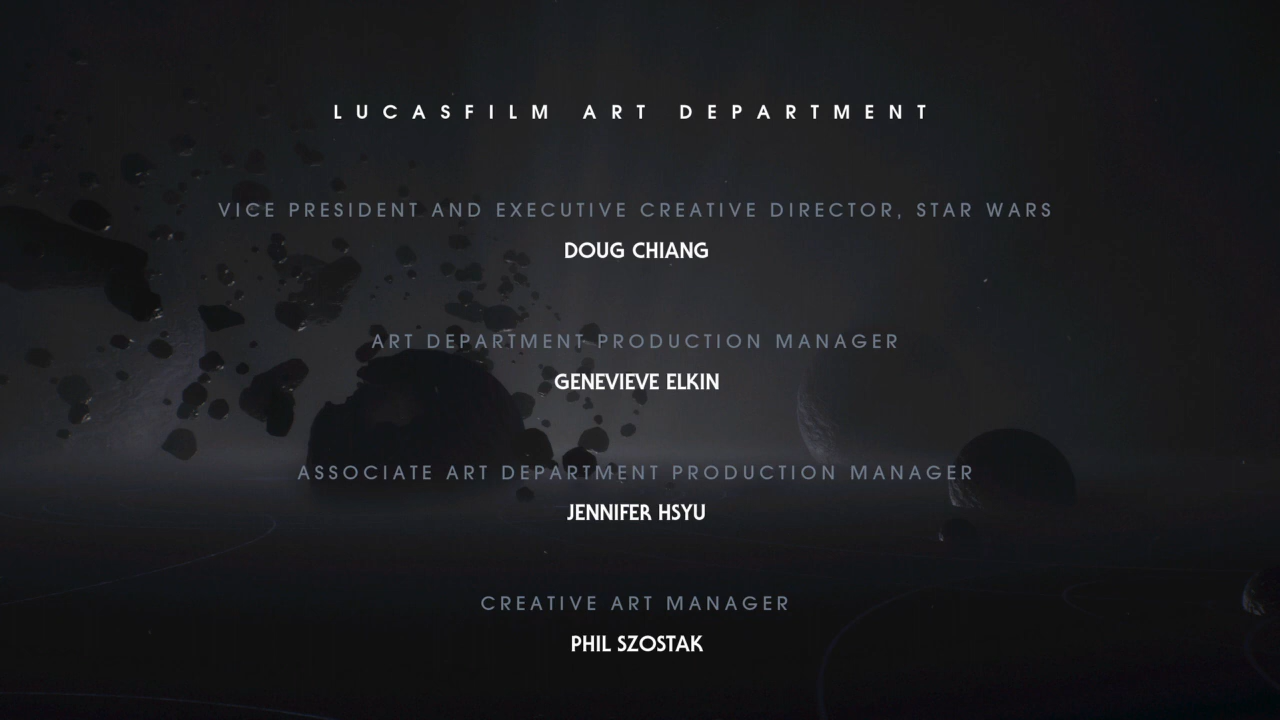 LUCASFILM ART DEPARTMENT
VICE PRESIDENT AND EXECUTIVE CREATIVE DIRECTOR, STAR WARS
DOUG CHIANG
ART DEPARTMENT PRODUCTION MANAGER
GENEVIEVE ELKIN
ASSOCIATE ART DEPARTMENT PRODUCTION MANAGER
JENNIFER HSYU
CREATIVE ART MANAGER
PHIL SZOSTAK